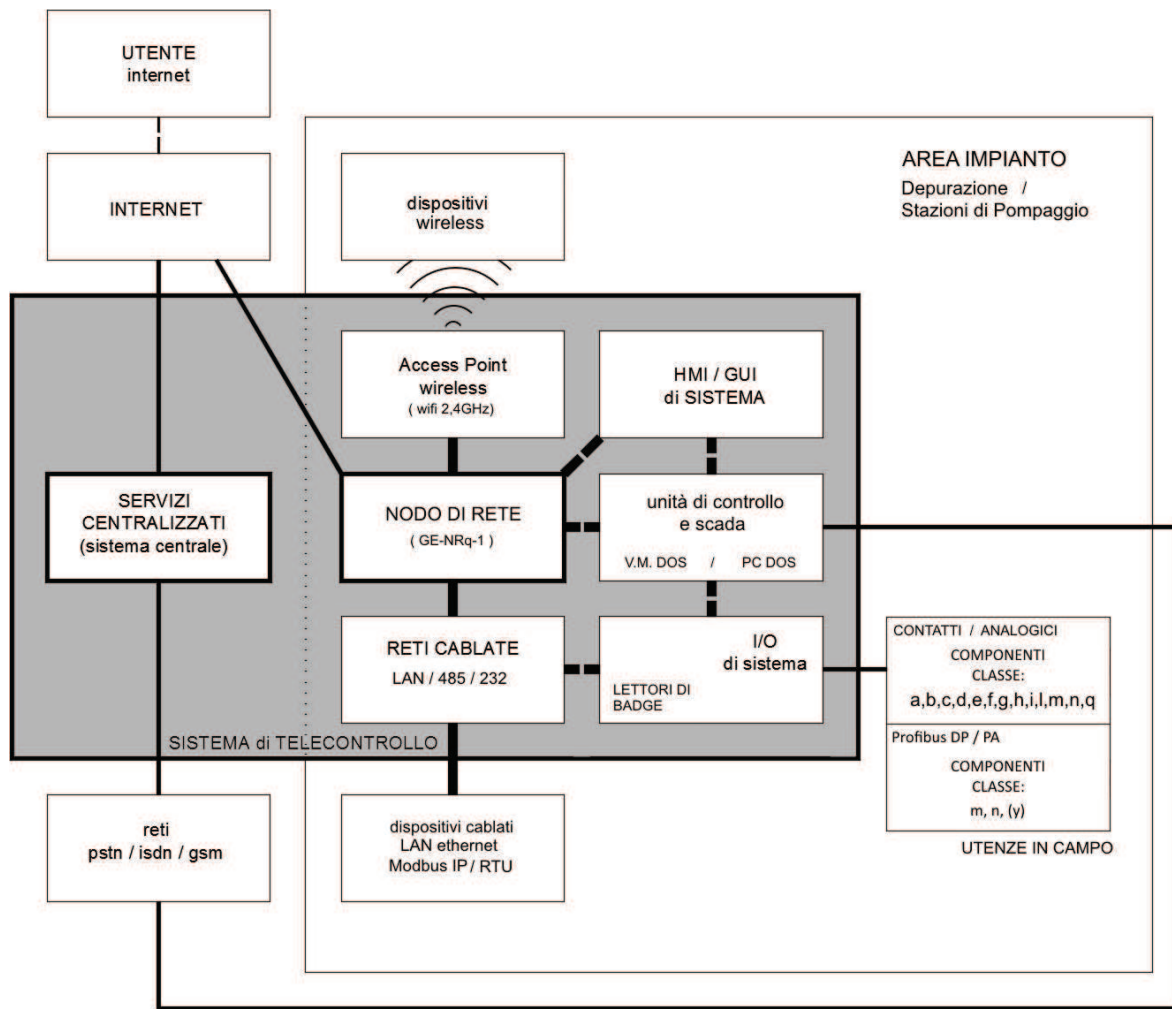 UTENTE
internet
INTERNET
dispositivi
wireless
AREA IMPIANTO
Depurazione /
Stazioni di Pompaggio
Access Point
wireless
( wifi 2,4GHz)
HMI / GUI
di SISTEMA
SERVIZI
CENTRALIZZATI
(sistema centrale)
NODO DI RETE
( GE-NRq-1 )
unità di controllo
e scada
V.M. DOS / PC DOS
RETI CABLATE
LAN / 485 / 232
I/O
di sistema
LETTORI DI
BADGE
CONTATTI / ANALOGICI
COMPONENTI
CLASSE:
a,b,c,d,e,f,g,h,i,l,m,n,q
Profibus DP / PA
COMPONENTI
CLASSE:
m, n, (y)
UTENZE IN CAMPO
SISTEMA di TELECONTROLLO
reti
pstn / isdn / gsm
dispositivi cablati
LAN ethernet
Modbus IP / RTU